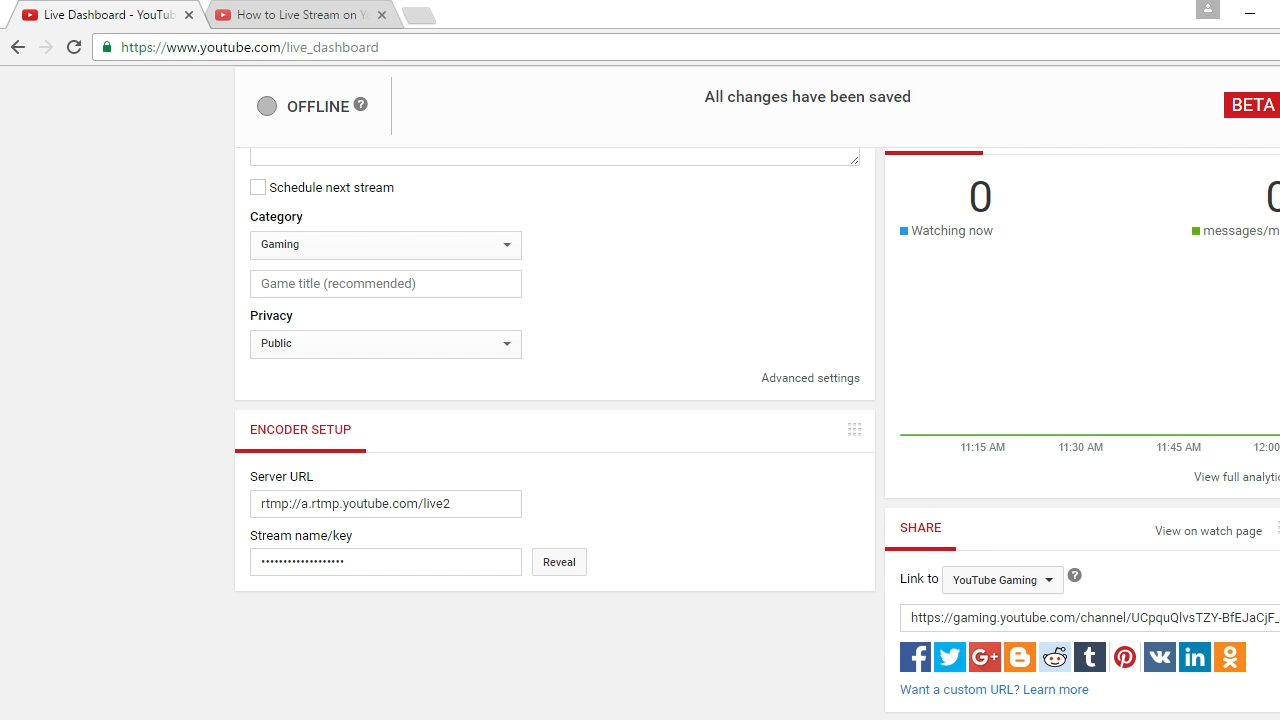 Live Dashboard - YouTub
How to Live Stream on Y
https://www.youtube.com/live_dashboard
OFFLINE ?
All changes have been saved
BETA
Schedule next stream
Category
Gaming
Game title (recommended)
Privacy
Public
Advanced settings
ENCODER SETUP
Server URL
rtmp://a.rtmp.youtube.com/live2
Stream name/key
•••••••••••••••••••
Reveal
0
0
Watching now
messages/m
11:15 AM
11:30 AM
11:45 AM
12:00
View full analytic
SHARE
View on watch page
Link to
YouTube Gaming
?
https://gaming.youtube.com/channel/UCpquQlvsTZY-BfEJaCjF_
Want a custom URL? Learn more